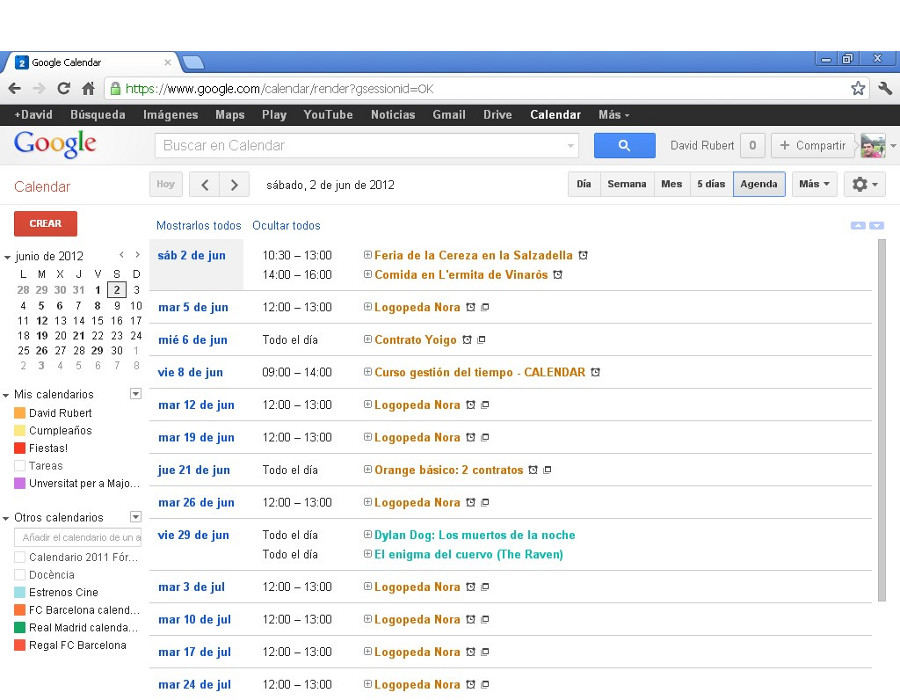 Google Calendar
https://www.google.com/calendar/render?gsessionid=OK
+David Búsqueda Imágenes Maps Play YouTube Noticias Gmail Drive Calendar Más
Google Buscar en Calendar David Rubert 0 + Compartir
Calendar Hoy sábado, 2 de jun de 2012 Día Semana Mes 5 días Agenda Más
CREAR
Mostrarlos todos Ocultar todos
junio de 2012
L M X J V S D
28 29 30 31 1 2 3
4 5 6 7 8 9 10
11 12 13 14 15 16 17
18 19 20 21 22 23 24
25 26 27 28 29 30 1
2 3 4 5 6 7 8
Mis calendarios
David Rubert
Cumpleaños
Fiestas!
Tareas
Unversitat per a Majo...
Otros calendarios
Añadir el calendario de un a
Calendario 2011 Fór...
Docència
Estrenos Cine
FC Barcelona calend...
Real Madrid calenda...
Regal FC Barcelona
sáb 2 de jun 10:30 – 13:00 Feria de la Cereza en la Salzadella
14:00 – 16:00 Comida en L'ermita de Vinaròs
mar 5 de jun 12:00 – 13:00 Logopeda Nora
mié 6 de jun Todo el día Contrato Yoigo
vie 8 de jun 09:00 – 14:00 Curso gestión del tiempo - CALENDAR
mar 12 de jun 12:00 – 13:00 Logopeda Nora
mar 19 de jun 12:00 – 13:00 Logopeda Nora
jue 21 de jun Todo el día Orange básico: 2 contratos
mar 26 de jun 12:00 – 13:00 Logopeda Nora
vie 29 de jun Todo el día Dylan Dog: Los muertos de la noche
Todo el día El enigma del cuervo (The Raven)
mar 3 de jul 12:00 – 13:00 Logopeda Nora
mar 10 de jul 12:00 – 13:00 Logopeda Nora
mar 17 de jul 12:00 – 13:00 Logopeda Nora
mar 24 de jul 12:00 – 13:00 Logopeda Nora